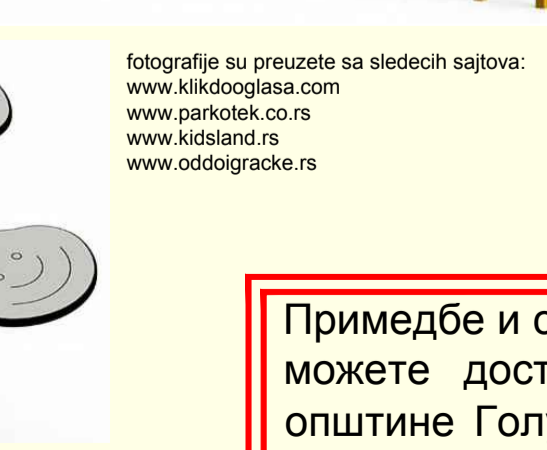 fotografije su preuzete sa sledecih sajtova:
www.klikdooglasa.com
www.parkotek.co.rs
www.kidsland.rs
www.oddoigracke.rs
Примедбе и
можете
општине